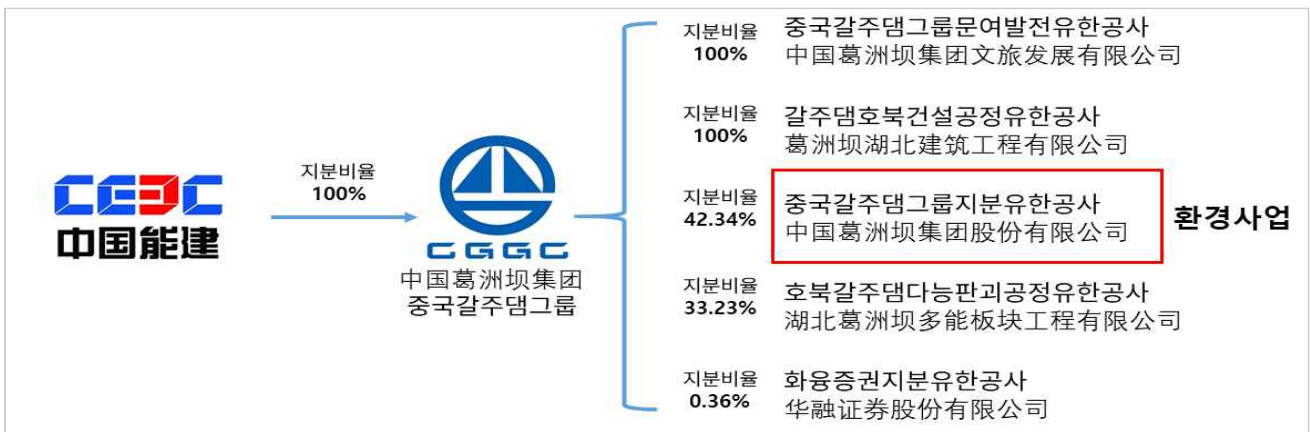 CEEC
中国能建
지분비율
100%
CGGC
中国葛洲坝集团
중국갈주댐그룹
지분비율
100%
중국갈주댐그룹문여발전유한공사
中国葛洲坝集团文旅发展有限公司
지분비율
100%
갈주댐호북건설공정유한공사
葛洲坝湖北建筑工程有限公司
지분비율
42.34%
중국갈주댐그룹지분유한공사
中国葛洲坝集团股份有限公司
환경사업
지분비율
33.23%
호북갈주댐다능판괴공정유한공사
湖北葛洲坝多能板块工程有限公司
지분비율
0.36%
화융증권지분유한공사
华融证券股份有限公司